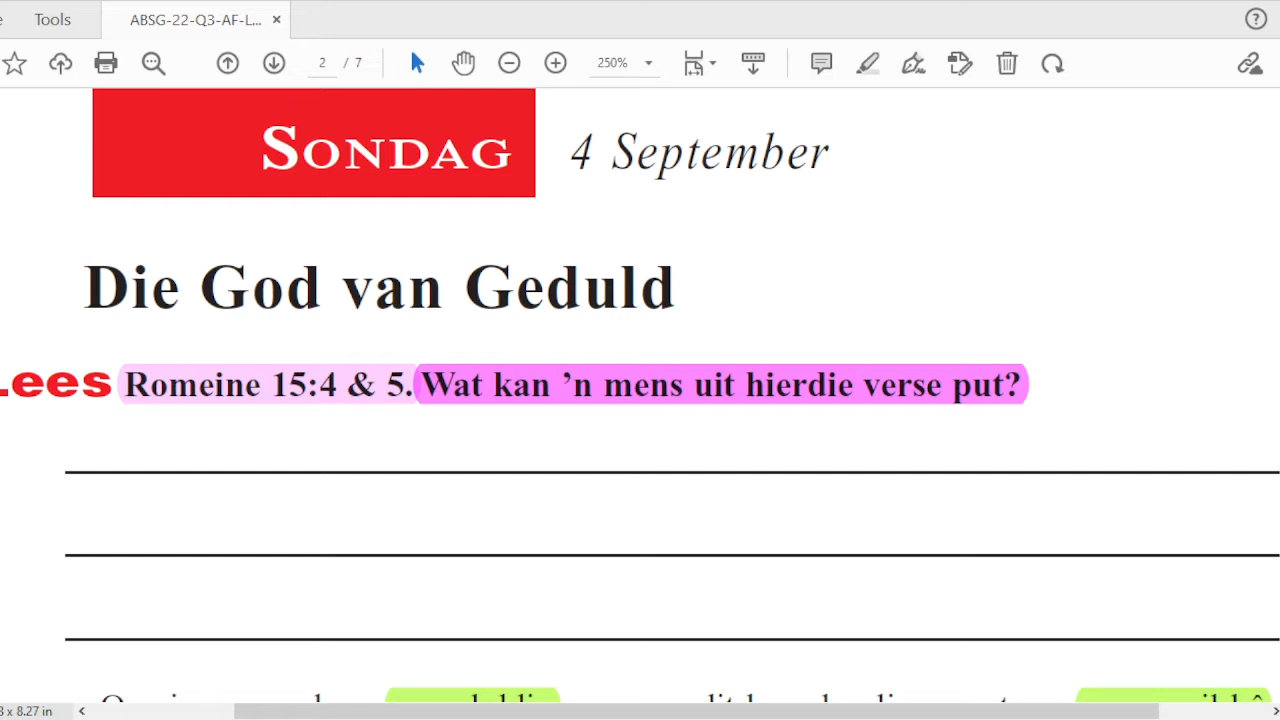 Tools ABSG-22-Q3-AF-L... ×
2 / 7 250%
SONDAG 4 September
Die God van Geduld
Lees Romeine 15:4 & 5. Wat kan ’n mens uit hierdie verse put?
x 8.27 in